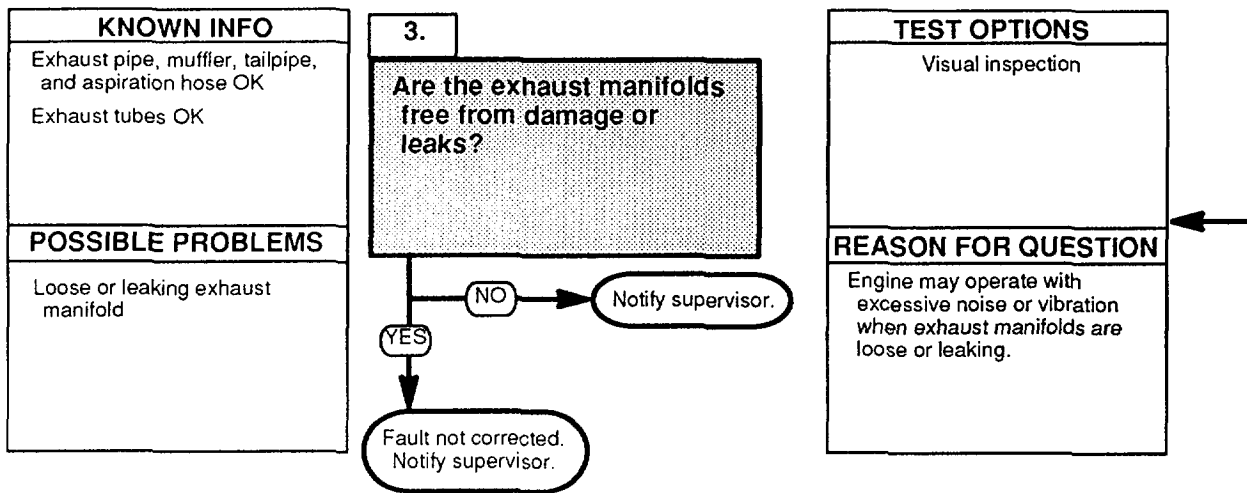 KNOWN INFO
Exhaust pipe, muffler, tailpipe,
and aspiration hose OK
Exhaust tubes OK
POSSIBLE PROBLEMS
Loose or leaking exhaust
manifold
3.
Are the exhaust manifolds
free from damage or
leaks?
NO
Notify supervisor.
YES
Fault not corrected.
Notify supervisor.
TEST OPTIONS
Visual inspection
REASON FOR QUESTION
Engine may operate with
excessive noise or vibration
when exhaust manifolds are
loose or leaking.